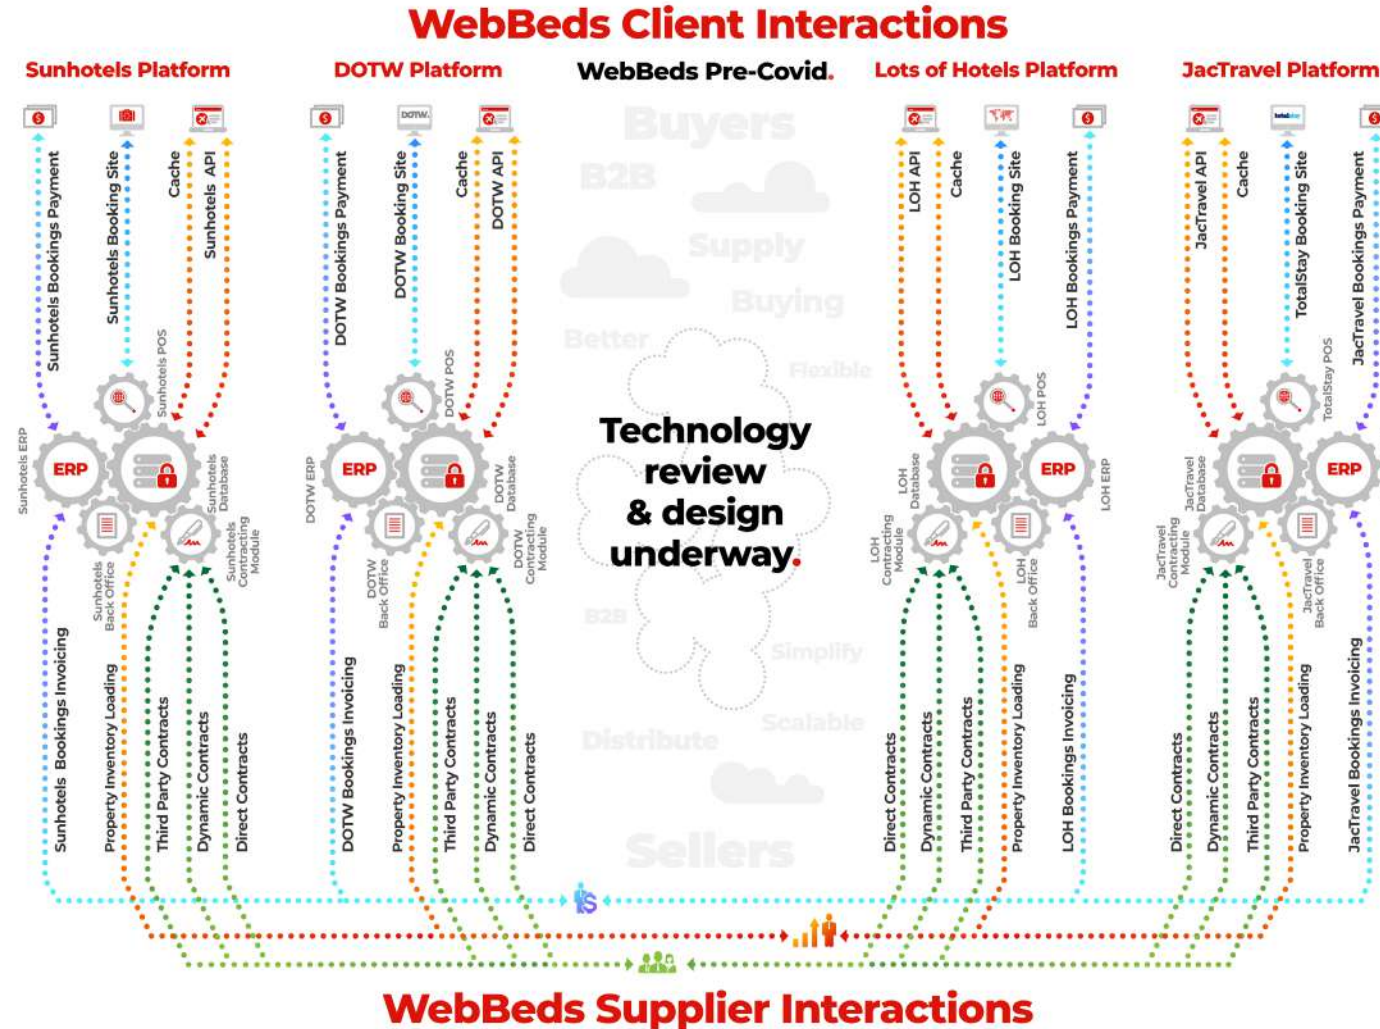 WebBeds Client Interactions
Sunhotels Platform
DOTW Platform
WebBeds Pre-Covid.
Lots of Hotels Platform
JacTravel Platform
Sunhotels Bookings Payment
Sunhotels Booking Site
Cache
Sunhotels API
Sunhotels POS
Sunhotels ERP
ERP
Sunhotels
Database
Sunhotels
Back Office
Sunhotels
Contracting
Module
Sunhotels Bookings Invoicing
Property Inventory Loading
Third Party Contracts
Dynamic Contracts
Direct Contracts
DOTW.
DOTW Bookings Payment
DOTW Booking Site
Cache
DOTW API
DOTW POS
DOTW ERP
ERP
DOTW
Database
DOTW
Back Office
DOTW
Contracting
Module
DOTW Bookings Invoicing
Property Inventory Loading
Third Party Contracts
Dynamic Contracts
Direct Contracts
Buyers
B2B
Supply
Buying
Better
Flexible
Technology
review
& design
underway.
B2B
Simplify
Scalable
Distribute
Sellers
LOH API
Cache
LOH Booking Site
LOH Bookings Payment
LOH POS
LOH
Database
ERP
LOH ERP
LOH
Contracting
Module
LOH
Back Office
Direct Contracts
Dynamic Contracts
Third Party Contracts
Property Inventory Loading
LOH Bookings Invoicing
JacTravel API
Cache
totalstay
TotalStay Booking Site
JacTravel Bookings Payment
TotalStay POS
JacTravel
Database
ERP
JacTravel
Contracting
Module
JacTravel
Back Office
Direct Contracts
Dynamic Contracts
Third Party Contracts
Property Inventory Loading
JacTravel Bookings Invoicing
WebBeds Supplier Interactions